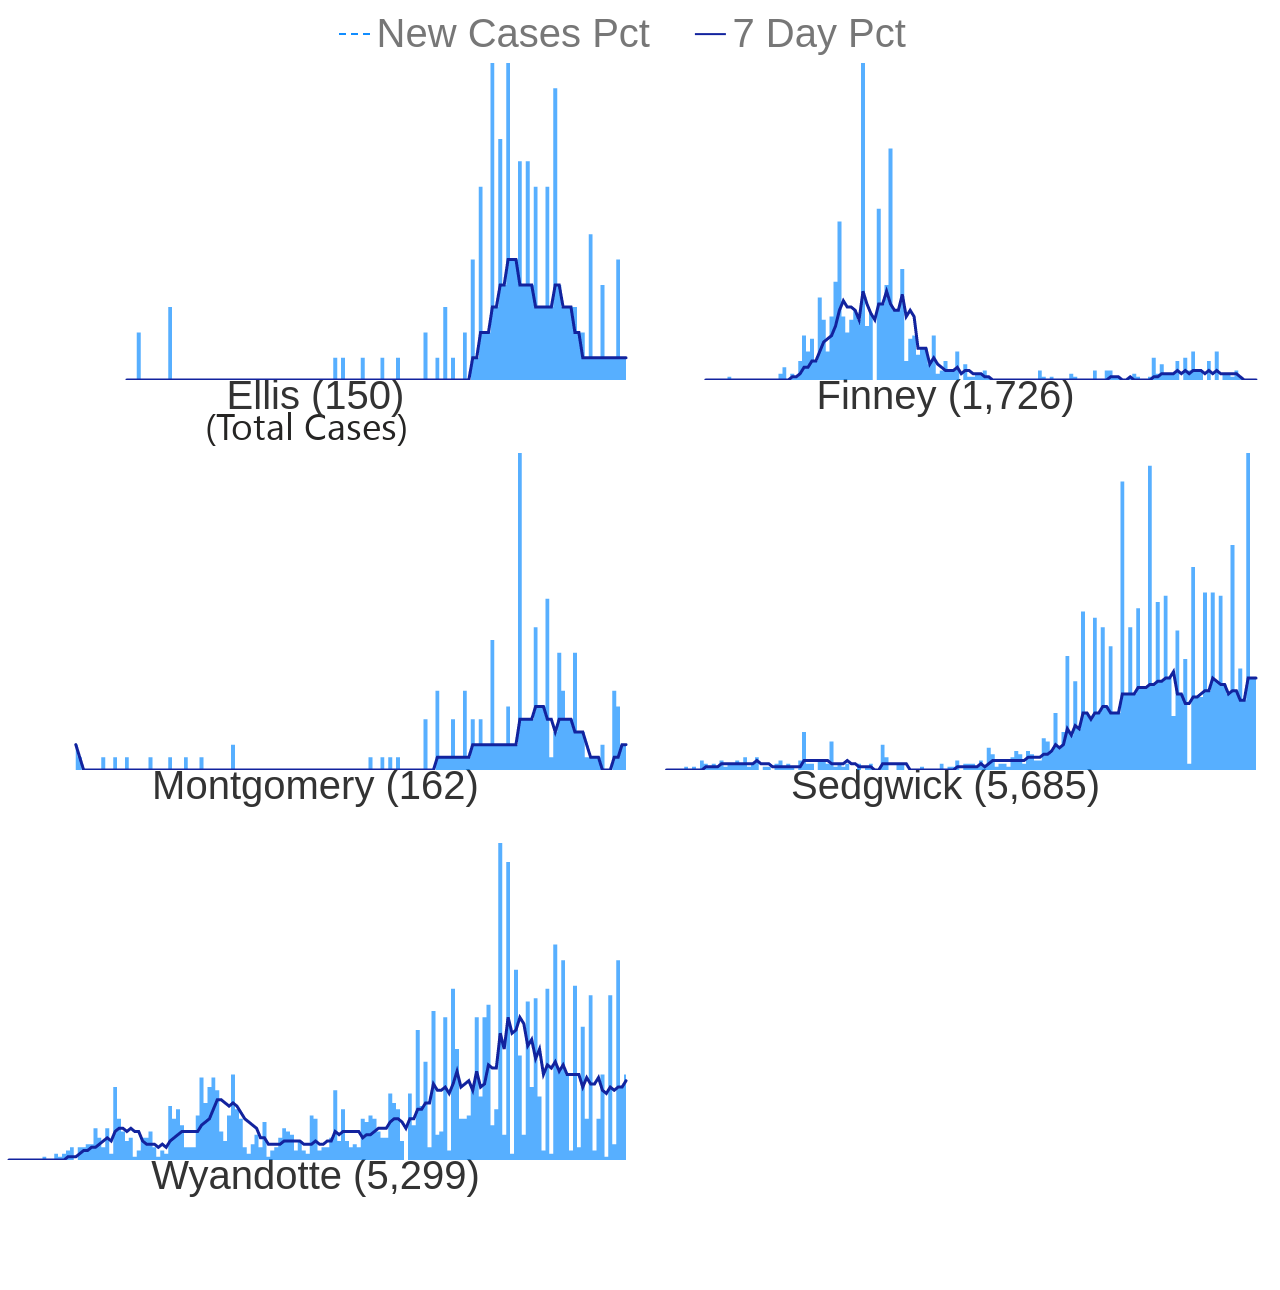 New Cases Pct 7 Day Pct
Ellis (150) Finney (1,726)
(Total Cases)
Montgomery (162) Sedgwick (5,685)
Wyandotte (5,299)